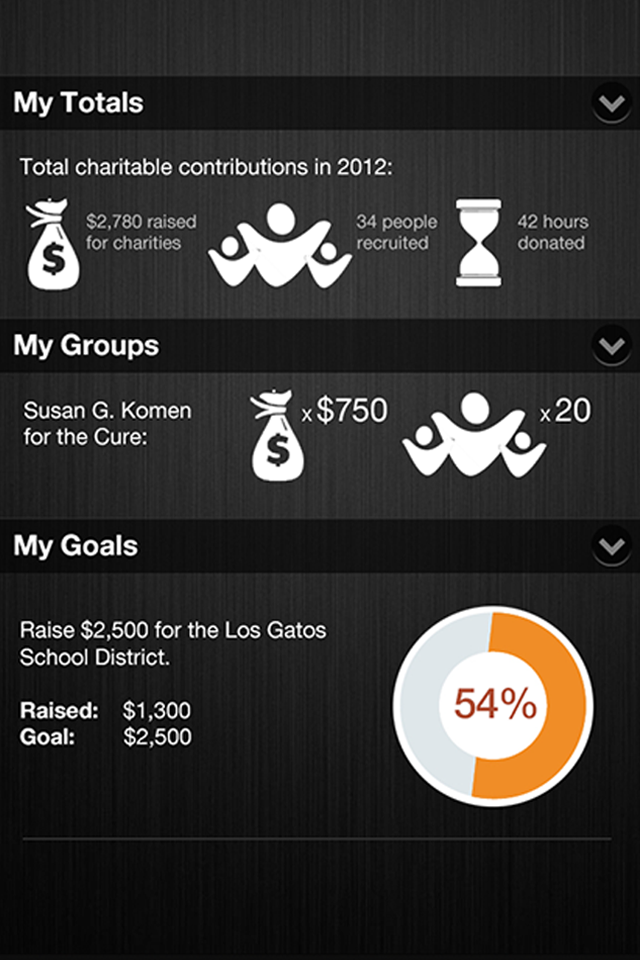 My Totals
Total charitable contributions in 2012:
$
$2,780 raised
for charities
34 people
recruited
42 hours
donated
My Groups
Susan G. Komen
for the Cure:
$
x $750
x 20
My Goals
Raise $2,500 for the Los Gatos
School District.
Raised: $1,300
Goal: $2,500
54%